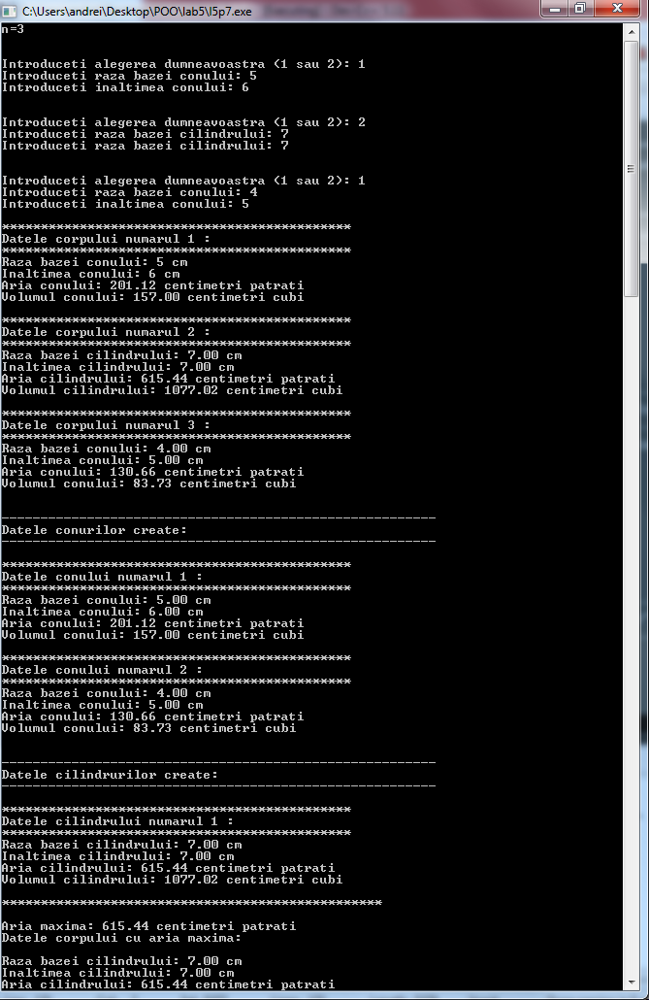 C:\Users\andrei\Desktop\POO\lab5\l5p7.exe
n=3
Introduceti alegerea dumneavoastra (1 sau 2): 1
Introduceti raza bazei conului: 5
Introduceti inaltimea conului: 6
Introduceti alegerea dumneavoastra (1 sau 2): 2
Introduceti raza bazei cilindrului: 7
Introduceti raza bazei cilindrului: 7
Introduceti alegerea dumneavoastra (1 sau 2): 1
Introduceti raza bazei conului: 4
Introduceti inaltimea conului: 5
*********************************************
Datele corpului numarul 1 :
*********************************************
Raza bazei conului: 5 cm
Inaltimea conului: 6 cm
Aria conului: 201.12 centimetri patrati
Volumul conului: 157.00 centimetri cubi
*********************************************
Datele corpului numarul 2 :
*********************************************
Raza bazei cilindrului: 7.00 cm
Inaltimea cilindrului: 7.00 cm
Aria cilindrului: 615.44 centimetri patrati
Volumul cilindrului: 1077.02 centimetri cubi
*********************************************
Datele corpului numarul 3 :
*********************************************
Raza bazei conului: 4.00 cm
Inaltimea conului: 5.00 cm
Aria conului: 130.66 centimetri patrati
Volumul conului: 83.73 centimetri cubi
--------------------------------------------------------
Datele conurilor create:
--------------------------------------------------------
*********************************************
Datele conului numarul 1 :
*********************************************
Raza bazei conului: 5.00 cm
Inaltimea conului: 6.00 cm
Aria conului: 201.12 centimetri patrati
Volumul conului: 157.00 centimetri cubi
*********************************************
Datele conului numarul 2 :
*********************************************
Raza bazei conului: 4.00 cm
Inaltimea conului: 5.00 cm
Aria conului: 130.66 centimetri patrati
Volumul conului: 83.73 centimetri cubi
--------------------------------------------------------
Datele cilindrurilor create:
--------------------------------------------------------
*********************************************
Datele cilindrului numarul 1 :
*********************************************
Raza bazei cilindrului: 7.00 cm
Inaltimea cilindrului: 7.00 cm
Aria cilindrului: 615.44 centimetri patrati
Volumul cilindrului: 1077.02 centimetri cubi
*************************************************
Aria maxima: 615.44 centimetri patrati
Datele corpului cu aria maxima:
Raza bazei cilindrului: 7.00 cm
Inaltimea cilindrului: 7.00 cm
Aria cilindrului: 615.44 centimetri patrati